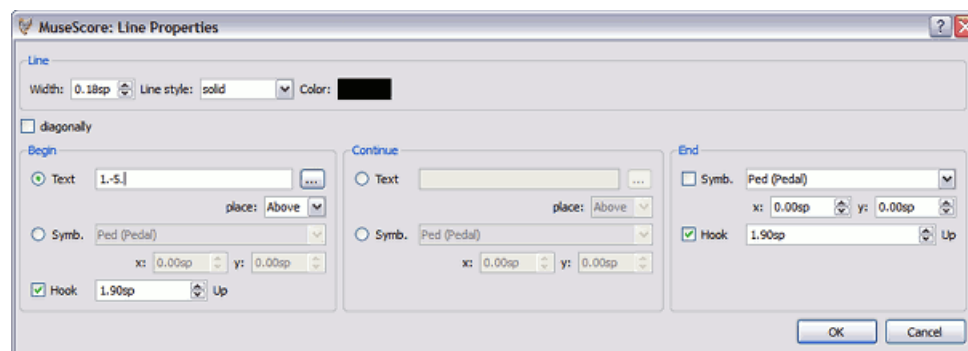 MuseScore: Line Properties
Line
Width: 0.18sp Line style: solid Color:
diagonally
Begin
Text 1.-5.
...
place: Above
Symb. Ped (Pedal)
x: 0.00sp y: 0.00sp
Hook 1.90sp Up
Continue
Text
...
place: Above
Symb. Ped (Pedal)
x: 0.00sp y: 0.00sp
End
Symb. Ped (Pedal)
x: 0.00sp y: 0.00sp
Hook 1.90sp Up
OK Cancel